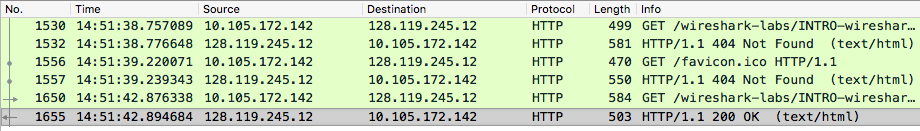 No. Time Source Destination Protocol Length Info
1530 14:51:38.757089 10.105.172.142 128.119.245.12 HTTP 499 GET /wireshark-labs/INTRO-wireshar…
1532 14:51:38.776648 128.119.245.12 10.105.172.142 HTTP 581 HTTP/1.1 404 Not Found (text/html)
1556 14:51:39.220071 10.105.172.142 128.119.245.12 HTTP 470 GET /favicon.ico HTTP/1.1
1557 14:51:39.239343 128.119.245.12 10.105.172.142 HTTP 550 HTTP/1.1 404 Not Found (text/html)
1650 14:51:42.876338 10.105.172.142 128.119.245.12 HTTP 584 GET /wireshark-labs/INTRO-wireshar…
1655 14:51:42.894684 128.119.245.12 10.105.172.142 HTTP 503 HTTP/1.1 200 OK (text/html)